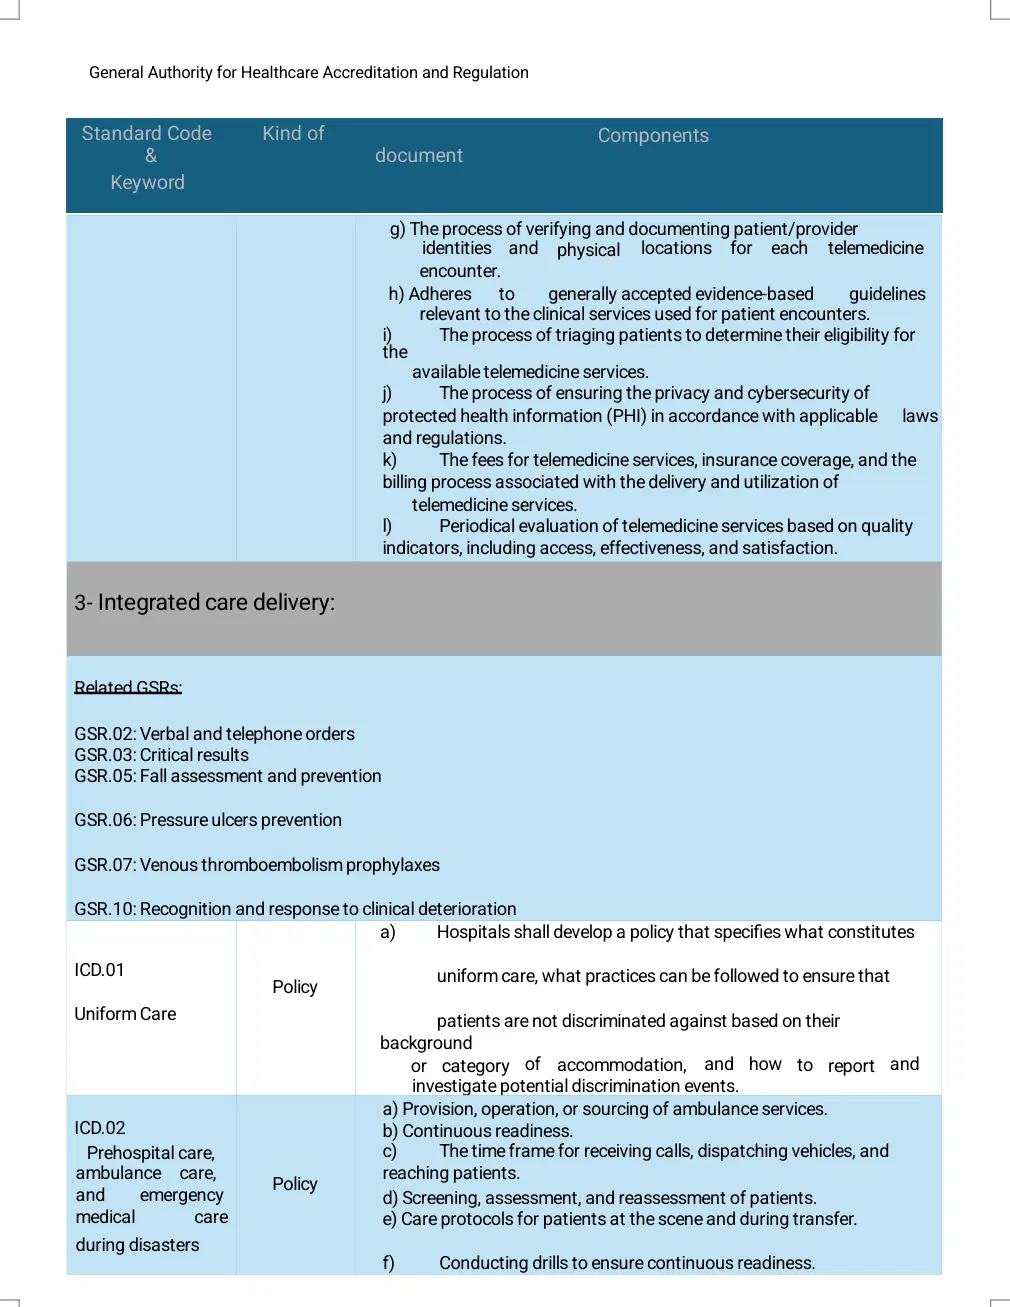 General Authority for Healthcare Accreditation and Regulation
Standard Code
&
Keyword
Kind of
document
Components
g) The process of verifying and documenting patient/provider
identities and physical locations for each telemedicine
encounter.
h) Adheres to generally accepted evidence-based guidelines
relevant to the clinical services used for patient encounters.
i) The process of triaging patients to determine their eligibility for
the
available telemedicine services.
j) The process of ensuring the privacy and cybersecurity of
protected health information (PHI) in accordance with applicable laws
and regulations.
k) The fees for telemedicine services, insurance coverage, and the
billing process associated with the delivery and utilization of
telemedicine services.
l) Periodical evaluation of telemedicine services based on quality
indicators, including access, effectiveness, and satisfaction.
3- Integrated care delivery:
Related GSRs:
GSR.02: Verbal and telephone orders
GSR.03: Critical results
GSR.05: Fall assessment and prevention
GSR.06: Pressure ulcers prevention
GSR.07: Venous thromboembolism prophylaxes
GSR.10: Recognition and response to clinical deterioration
ICD.01
Uniform Care
Policy
a) Hospitals shall develop a policy that specifies what constitutes
uniform care, what practices can be followed to ensure that
patients are not discriminated against based on their
background
or category of accommodation, and how to report and
investigate potential discrimination events.
ICD.02
Prehospital care,
ambulance care,
and emergency
medical care
during disasters
Policy
a) Provision, operation, or sourcing of ambulance services.
b) Continuous readiness.
c) The time frame for receiving calls, dispatching vehicles, and
reaching patients.
d) Screening, assessment, and reassessment of patients.
e) Care protocols for patients at the scene and during transfer.
f) Conducting drills to ensure continuous readiness.